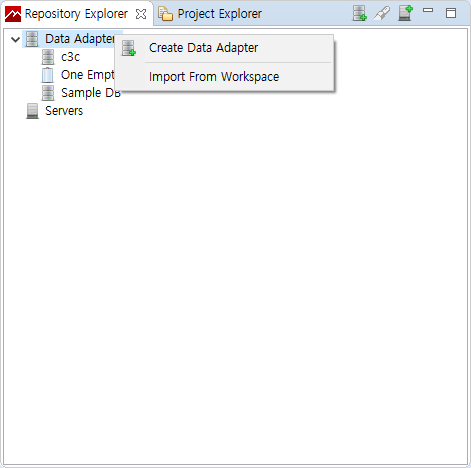 Repository Explorer
Project Explorer
Data Adapter
Create Data Adapter
c3c
One Empt
Import From Workspace
Sample DB
Servers